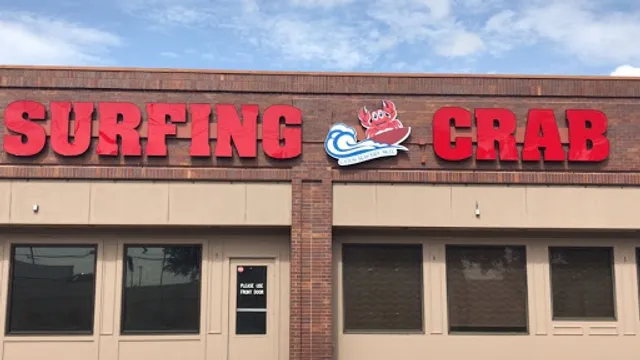 SURFING CRAB
PLEASE USE
FRONT DOOR